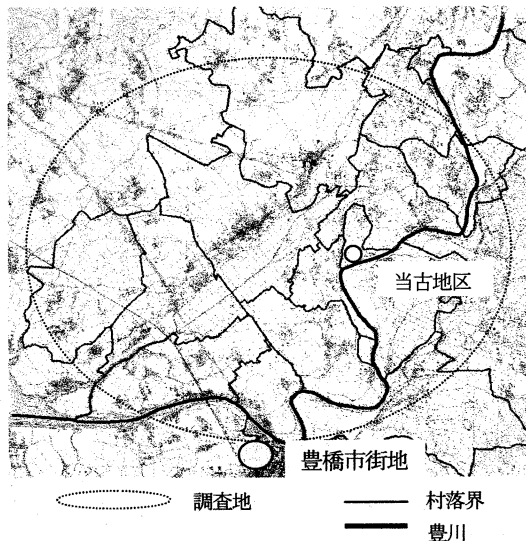 当古地区
豊橋市街地
調査地
村落界
豊川